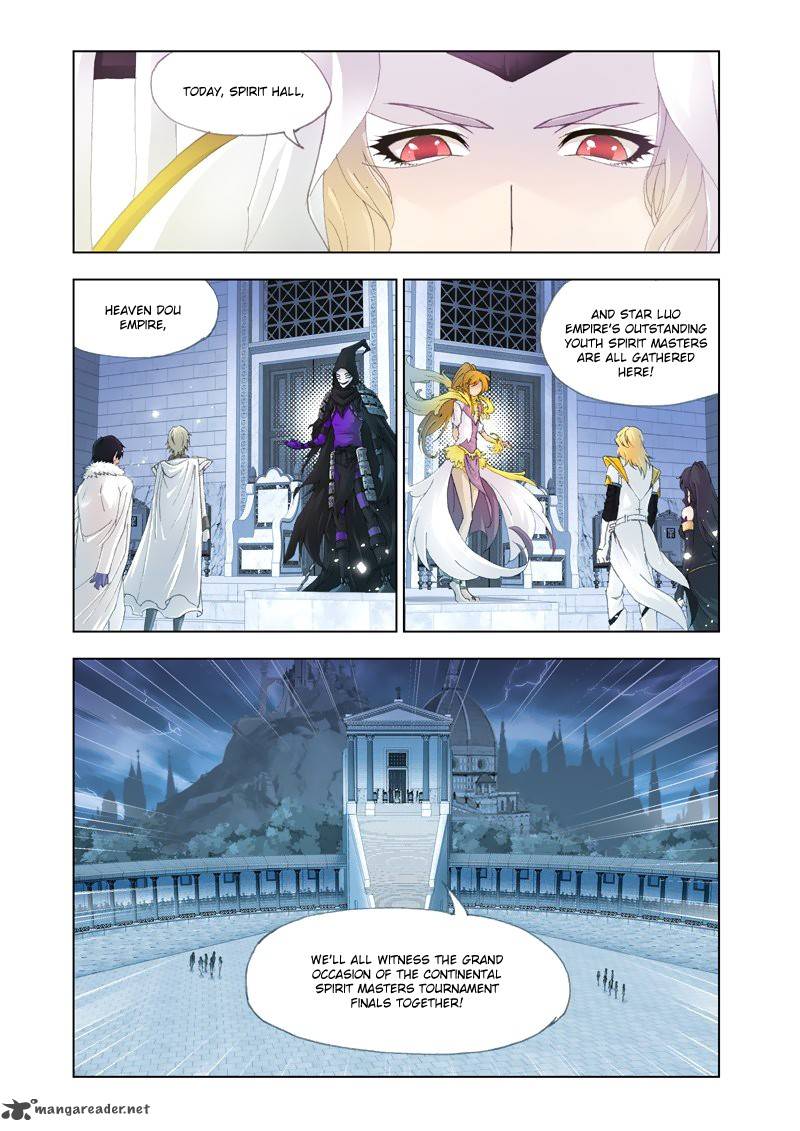 TODAY, SPIRIT HALL,
HEAVEN DOU
EMPIRE,
AND STAR LUO
EMPIRE'S OUTSTANDING
YOUTH SPIRIT MASTERS
ARE ALL GATHERED
HERE!
WE'LL ALL WITNESS THE GRAND
OCCASION OF THE CONTINENTAL
SPIRIT MASTERS TOURNAMENT
FINALS TOGETHER!
mangareader.net